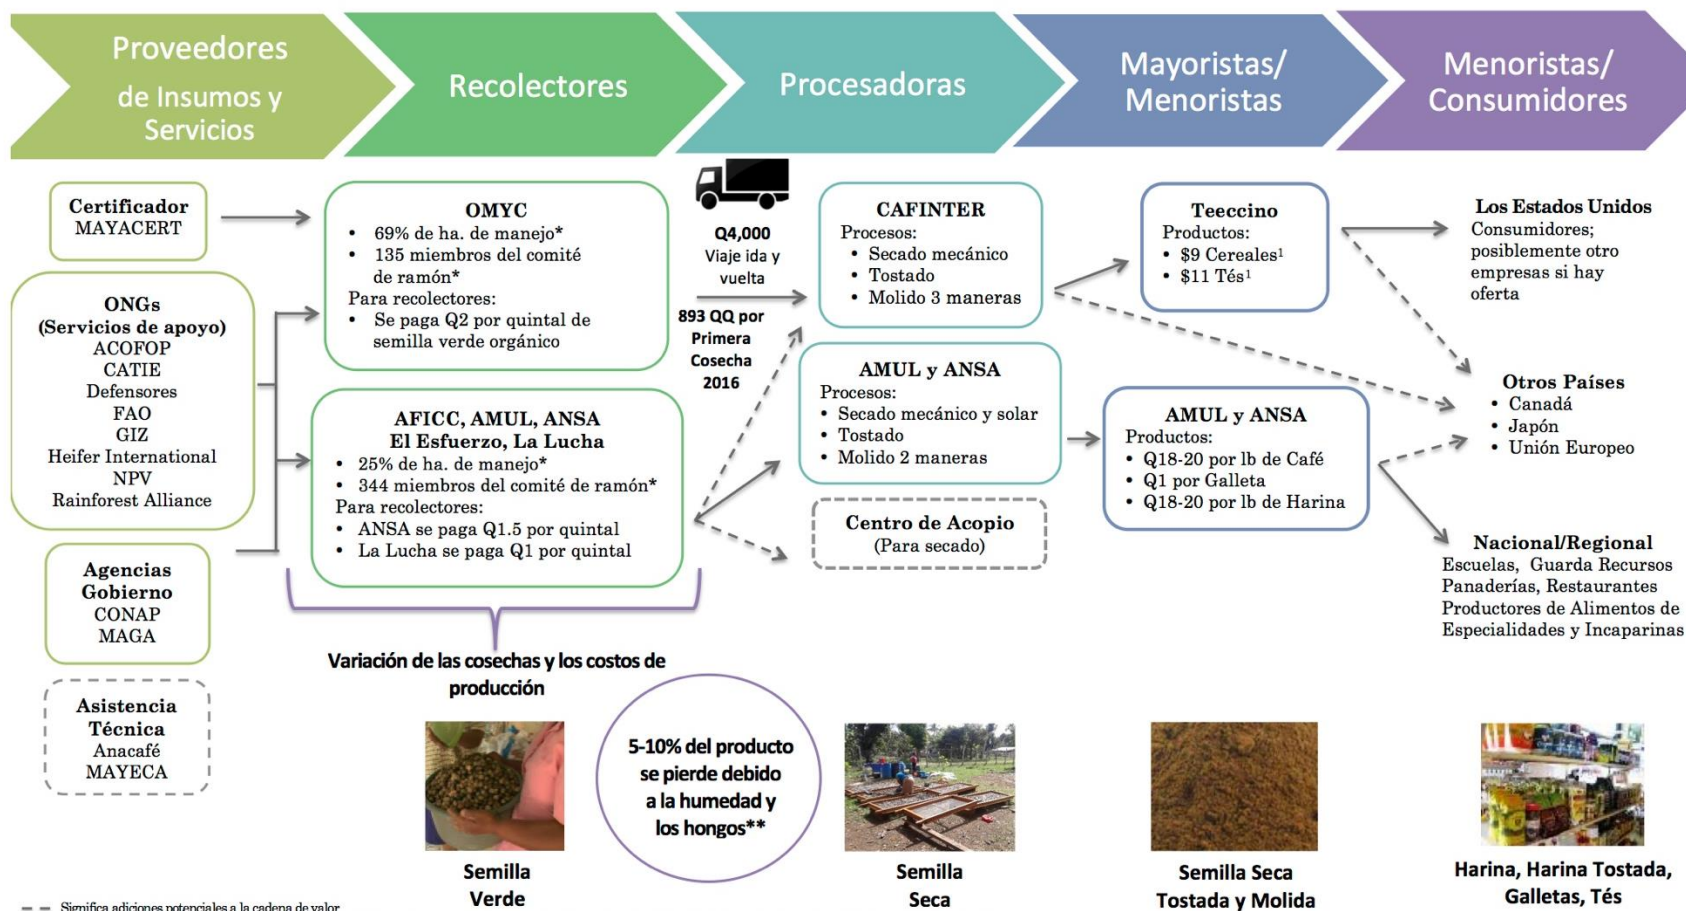 Proveedores
de Insumos y
Servicios
Recolectores
Procesadoras
Mayoristas/
Menoristas
Menoristas/
Consumidores
Certificador
MAYACERT
ONGs
(Servicios de apoyo)
ACOFOP
CATIE
Defensores
FAO
GIZ
Heifer International
NPV
Rainforest Alliance
Agencias
Gobierno
CONAP
MAGA
Asistencia
Técnica
Anacafé
MAYECA
OMYC
• 69% de ha. de manejo*
• 135 miembros del comité
de ramón*
Para recolectores:
• Se paga Q2 por quintal de
semilla verde orgánico
AFICC, AMUL, ANSA
El Esfuerzo, La Lucha
• 25% de ha. de manejo*
• 344 miembros del comité de ramón*
Para recolectores:
• ANSA se paga Q1.5 por quintal
• La Lucha se paga Q1 por quintal
Variación de las cosechas y los costos de
producción
Q4,000
Viaje ida y
vuelta
893 QQ por
Primera
Cosecha
2016
CAFINTER
Procesos:
• Secado mecánico
• Tostado
• Molido 3 maneras
AMUL y ANSA
Procesos:
• Secado mecánico y solar
• Tostado
• Molido 2 maneras
Centro de Acopio
(Para secado)
Teeccino
Productos:
• $9 Cereales¹
• $11 Tés¹
AMUL y ANSA
Productos:
• Q18-20 por lb de Café
• Q1 por Galleta
• Q18-20 por lb de Harina
Los Estados Unidos
Consumidores;
posiblemente otro
empresas si hay
oferta
Otros Países
• Canadá
• Japón
• Unión Europeo
Nacional/Regional
Escuelas, Guarda Recursos
Panaderías, Restaurantes
Productores de Alimentos de
Especialidades y Incaparinas
5-10% del producto
se pierde debido
a la humedad y
los hongos**
Semilla
Verde
Semilla
Seca
Semilla Seca
Tostada y Molida
Harina, Harina Tostada,
Galletas, Tés
Significa adiciones potenciales a la cadena de valor